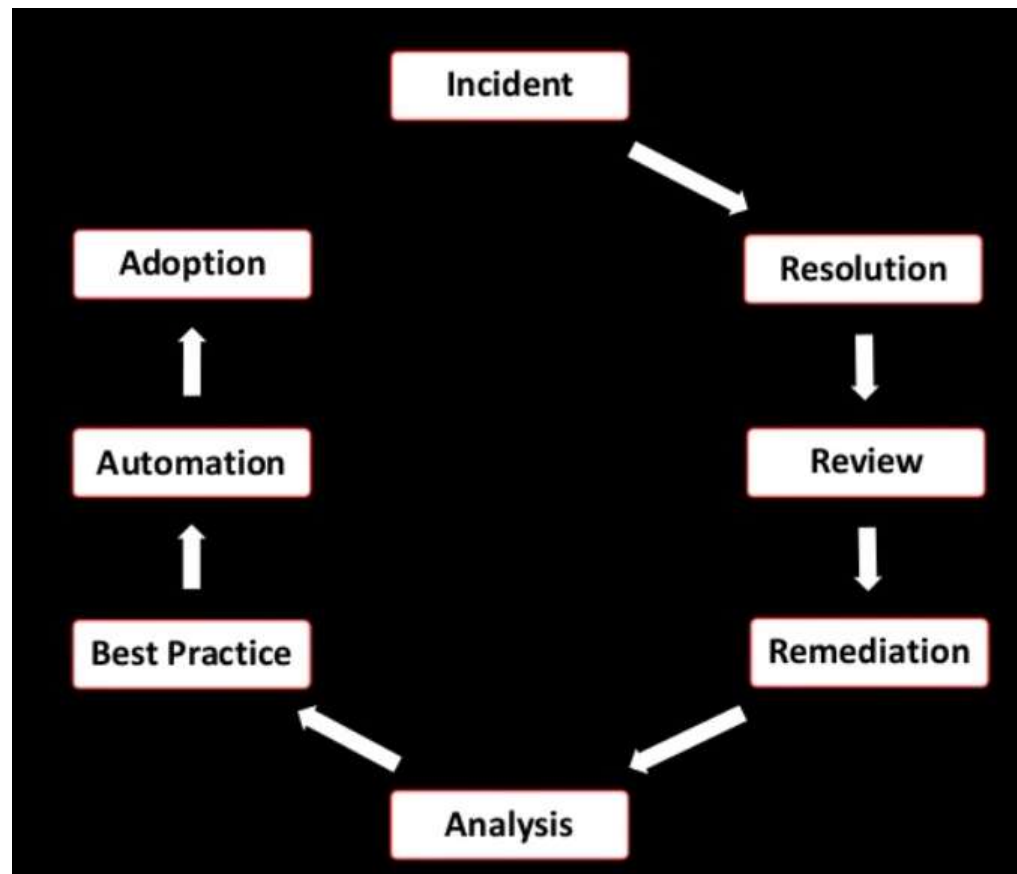 Incident
Resolution
Review
Remediation
Analysis
Best Practice
Automation
Adoption